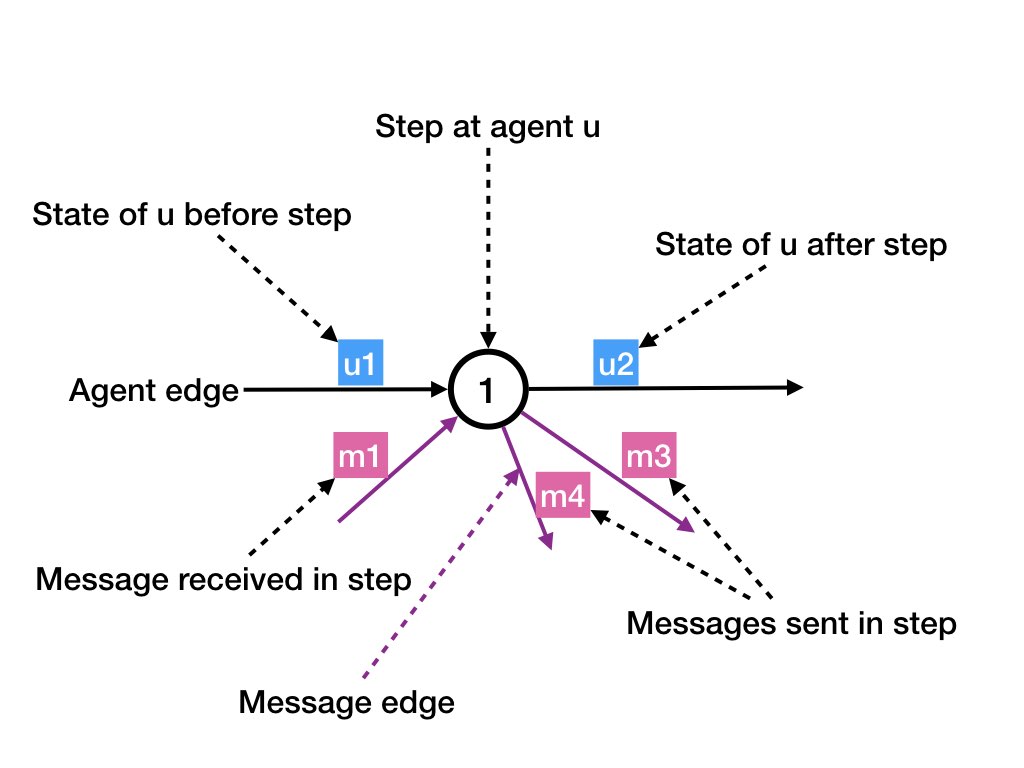 Step at agent u
State of u before step
State of u after step
u1
u2
Agent edge
1
m1
m3
m4
Message received in step
Messages sent in step
Message edge